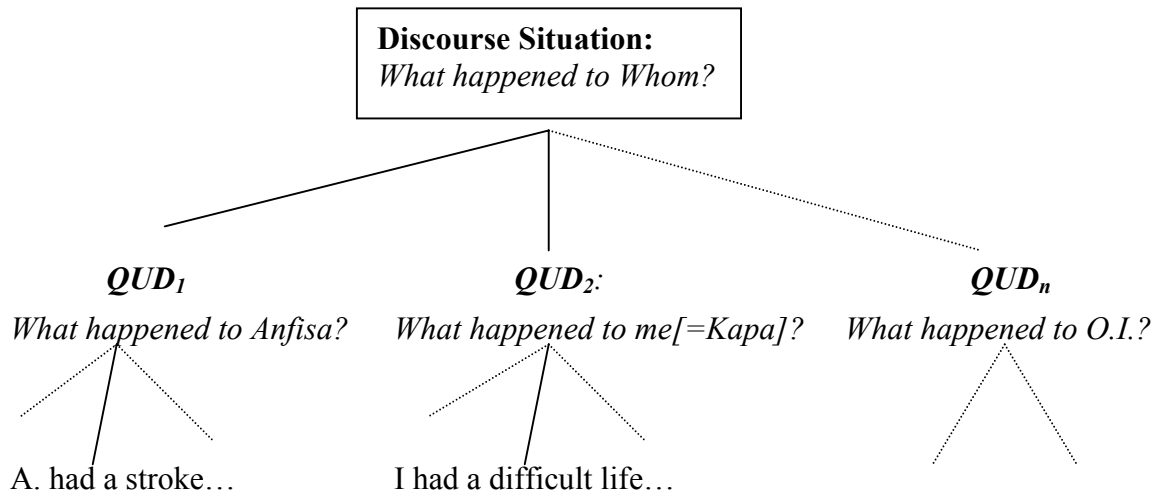 Discourse Situation:
What happened to Whom?
QUD1 QUD2: QUDn
What happened to Anfisa? What happened to me[=Kapa]? What happened to O.I.?
A. had a stroke… I had a difficult life…